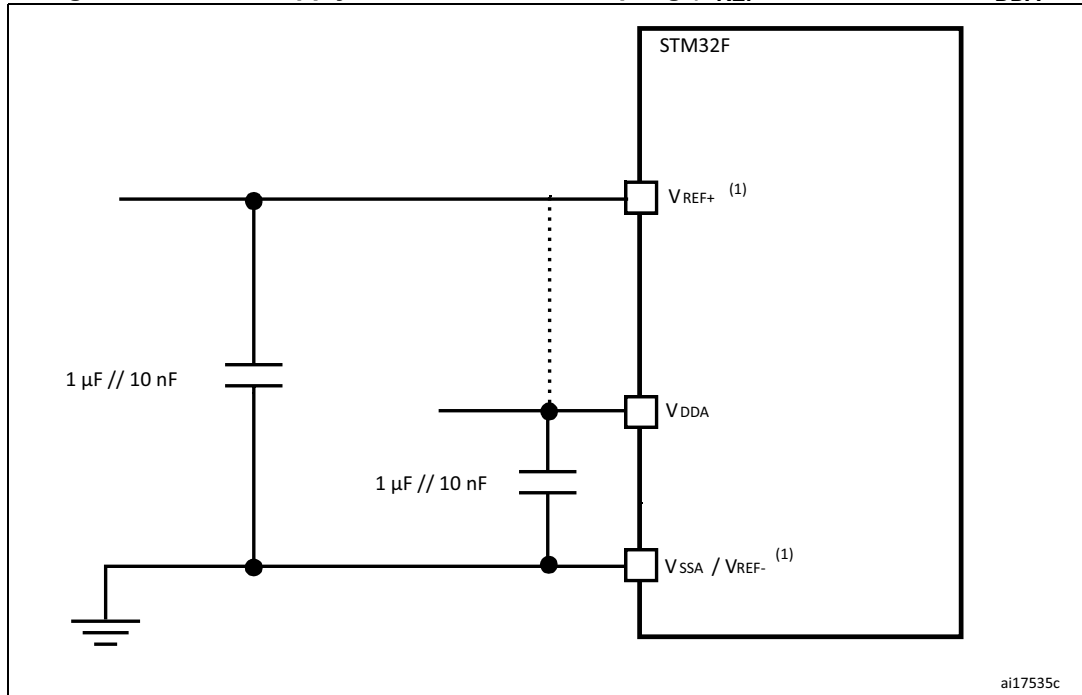 STM32F
VREF+ (1)
1 µF // 10 nF
VDDA
1 µF // 10 nF
VSSA / VREF- (1)
ai17535c